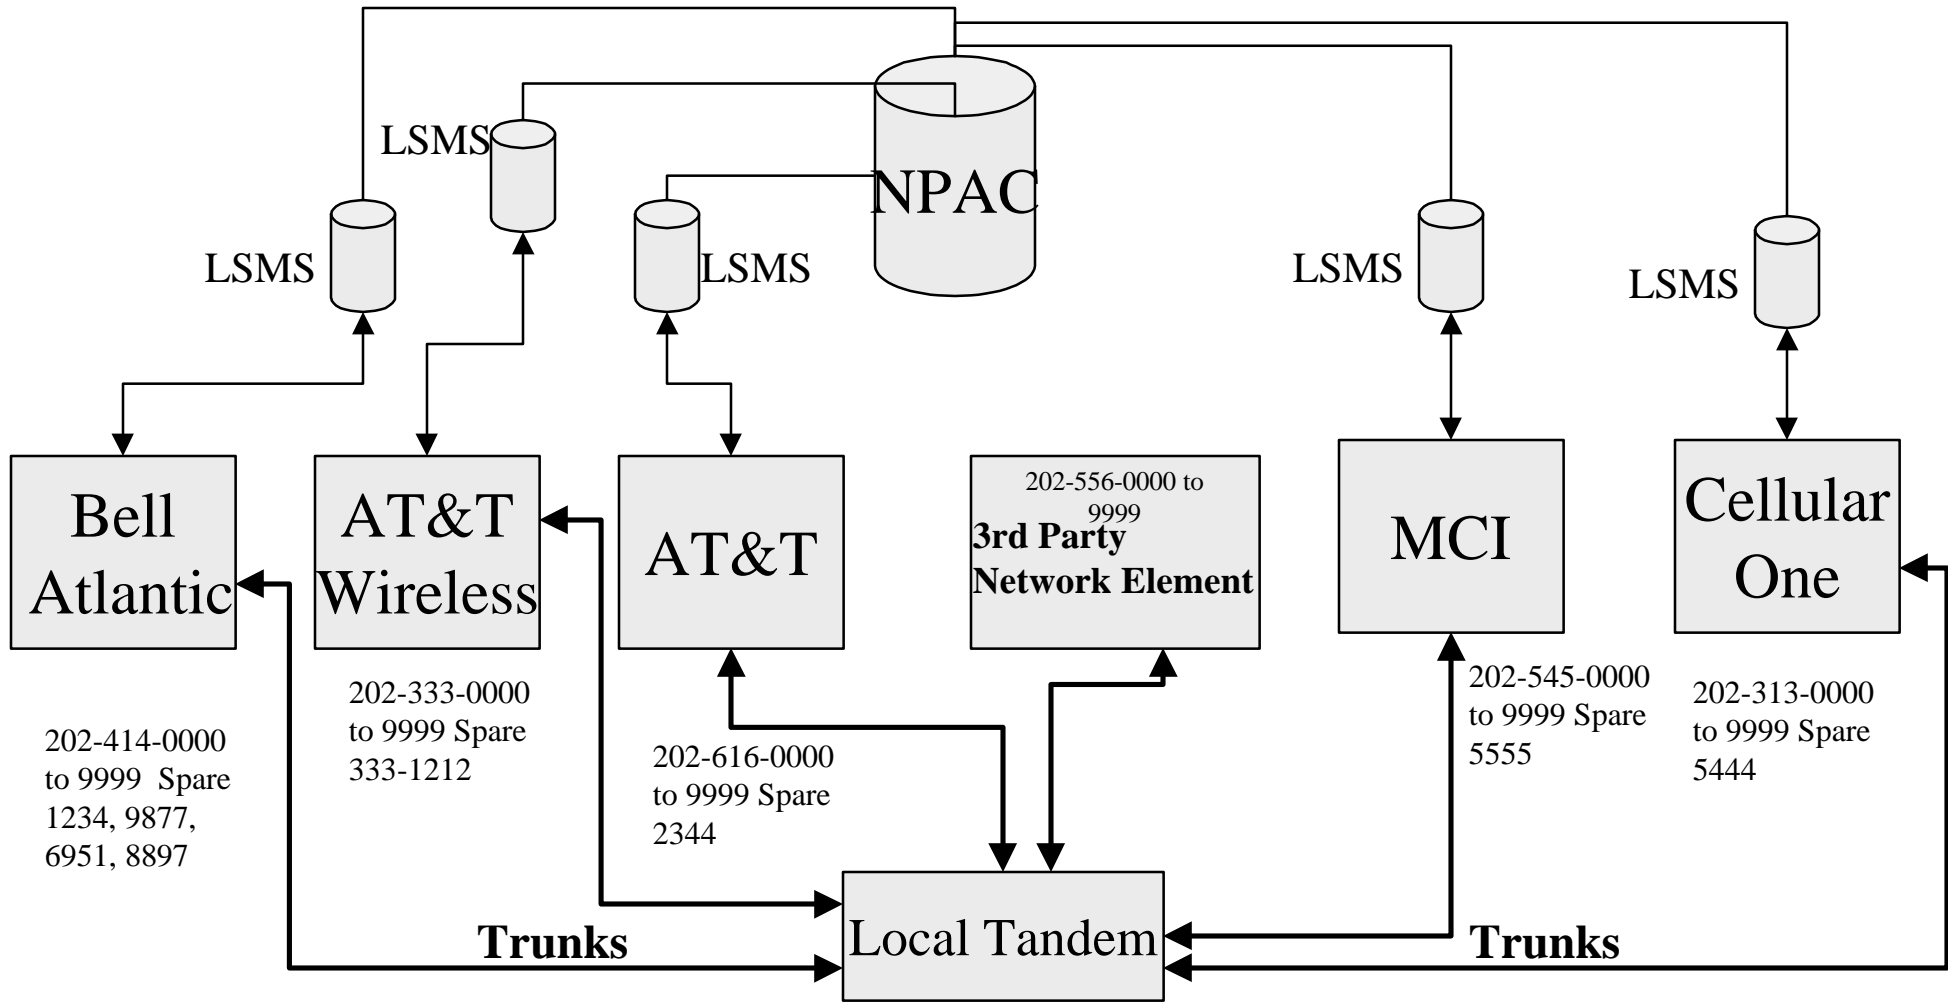 LSMS
NPAC
LSMS
LSMS
LSMS
LSMS
Bell
Atlantic
AT&T
Wireless
AT&T
202-556-0000 to
9999
3rd Party
Network Element
MCI
Cellular
One
202-414-0000
to 9999  Spare
1234, 9877,
6951, 8897
202-333-0000
to 9999 Spare
333-1212
202-616-0000
to 9999 Spare
2344
202-545-0000
to 9999 Spare
5555
202-313-0000
to 9999 Spare
5444
Trunks
Local Tandem
Trunks